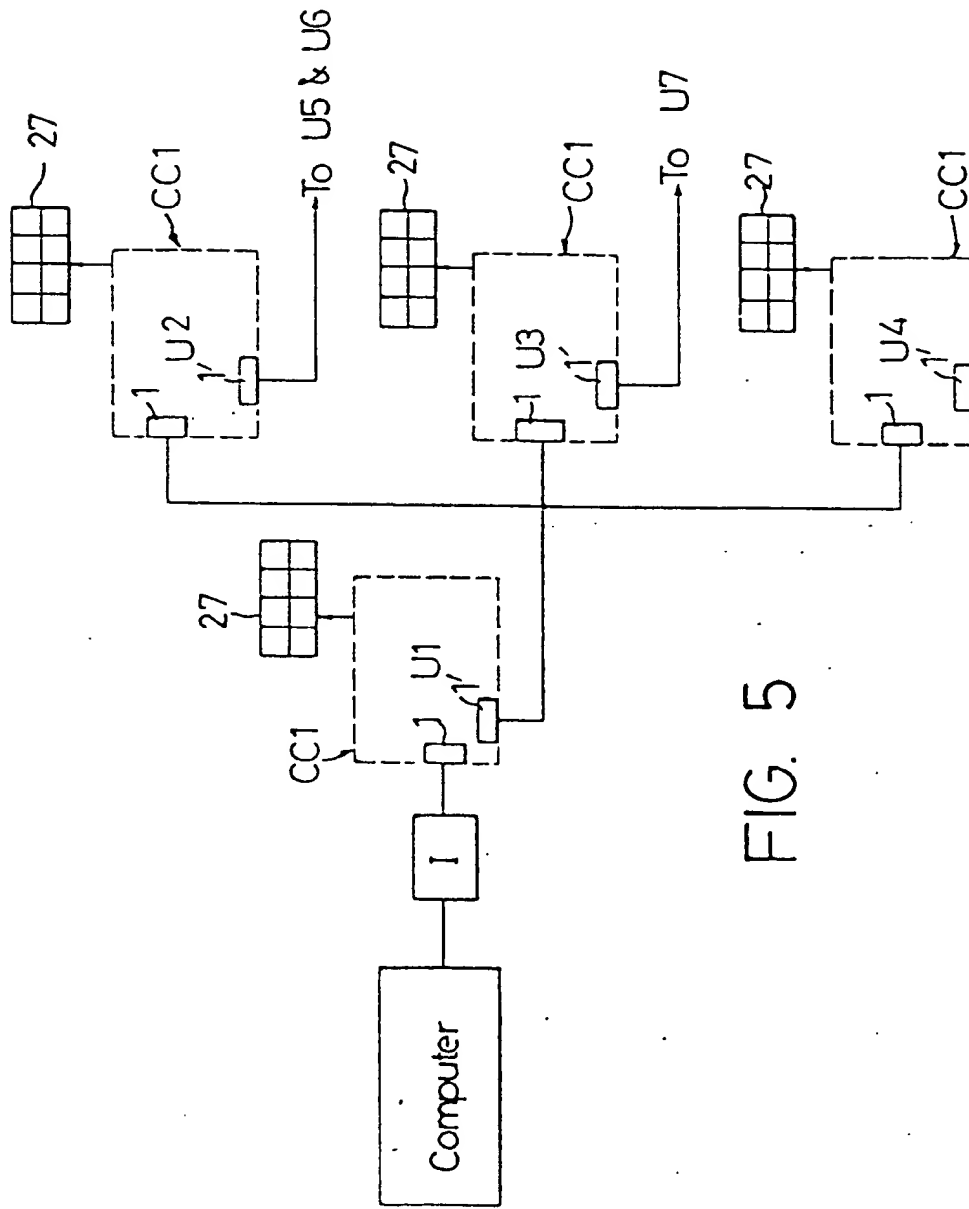 27
CC1
U2
1
1'
To U5 & U6
27
CC1
U3
1
1'
To U7
27
CC1
U4
1
1'
27
CC1
U1
1
1'
I
Computer
FIG. 5